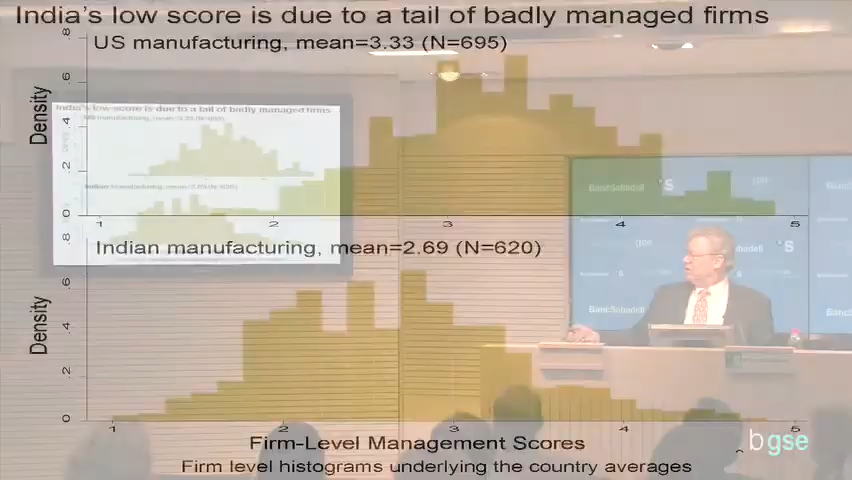 India's low score is due to a tail of badly managed firms
US manufacturing, mean=3.33 (N=695)
Density
0 .2 .4 .6 .8
1 2 3 4 5
Indian manufacturing, mean=2.69 (N=620)
Density
0 .2 .4 .6 .8
1 2 3 4 5
Firm-Level Management Scores
Firm level histograms underlying the country averages
India's low score is due to a tail of badly managed firms
BancSabadell
BancSabadell
BancSabadell
bgse